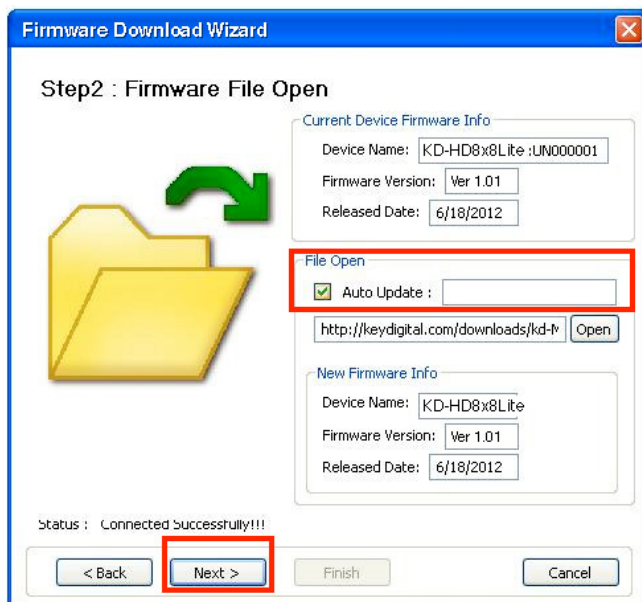 Firmware Download Wizard
Step2 : Firmware File Open
Current Device Firmware Info
Device Name: KD-HD8x8Lite :UN000001
Firmware Version: Ver 1.01
Released Date: 6/18/2012
File Open
Auto Update :
http://keydigital.com/downloads/kd-M Open
New Firmware Info
Device Name: KD-HD8x8Lite
Firmware Version: Ver 1.01
Released Date: 6/18/2012
Status : Connected Successfully!!!
< Back Next > Finish Cancel